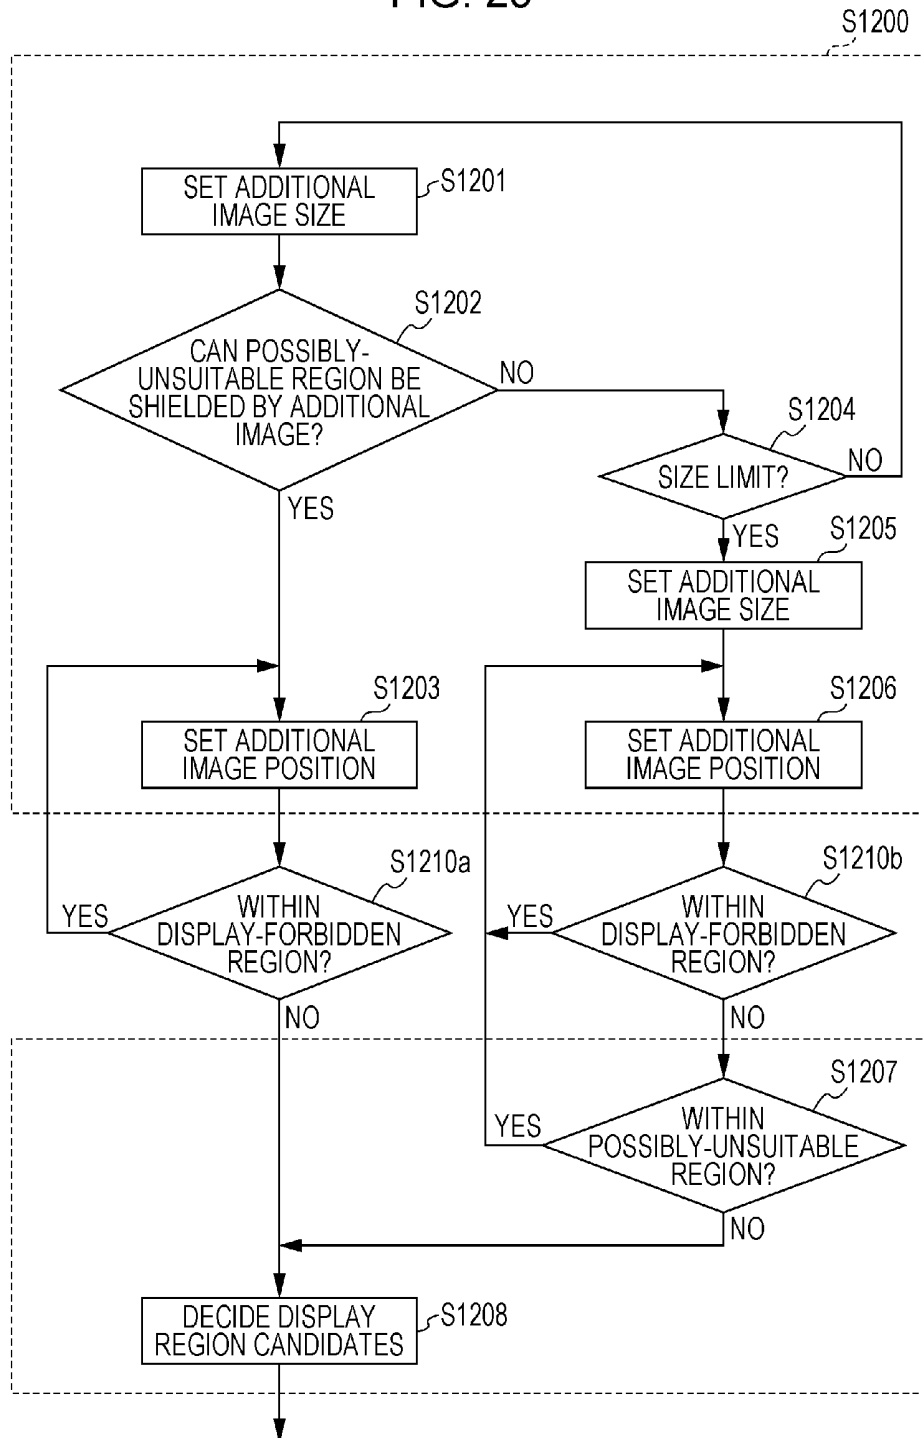 S1200
SET ADDITIONAL
IMAGE SIZE
S1201
S1202
CAN POSSIBLY-
UNSUITABLE REGION BE
SHIELDED BY ADDITIONAL
IMAGE?
NO
YES
S1204
SIZE LIMIT?
NO
YES
S1205
SET ADDITIONAL
IMAGE SIZE
S1203
SET ADDITIONAL
IMAGE POSITION
S1206
SET ADDITIONAL
IMAGE POSITION
S1210a
YES
WITHIN
DISPLAY-FORBIDDEN
REGION?
NO
S1210b
YES
WITHIN
DISPLAY-FORBIDDEN
REGION?
NO
S1207
YES
WITHIN
POSSIBLY-UNSUITABLE
REGION?
NO
DECIDE DISPLAY
REGION CANDIDATES
S1208